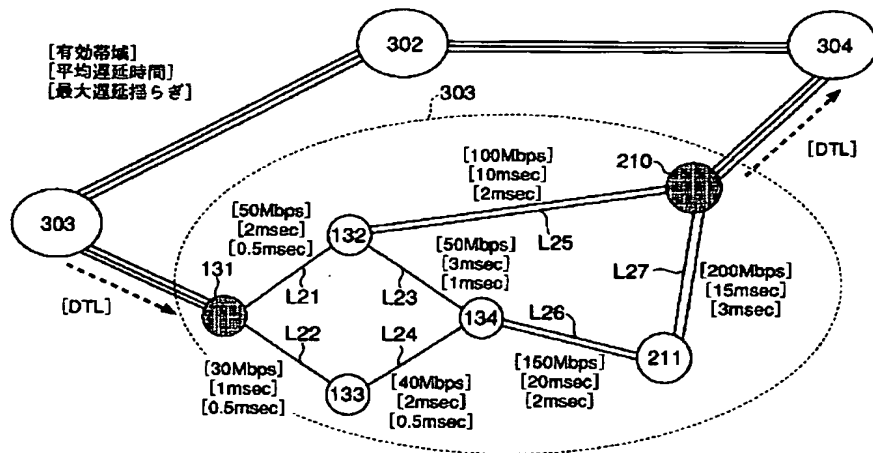 302
304
[有効帯域]
[平均遅延時間]
[最大遅延揺らぎ]
303
[DTL]
210
[100Mbps]
[10msec]
[2msec]
303
[50Mbps]
[2msec]
[0.5msec]
132
L25
[50Mbps]
[3msec]
[1msec]
L27
[200Mbps]
[15msec]
[3msec]
131
[DTL]
L21
L23
L22
L24
134
L26
211
[30Mbps]
[1msec]
[0.5msec]
133
[40Mbps]
[2msec]
[0.5msec]
[150Mbps]
[20msec]
[2msec]